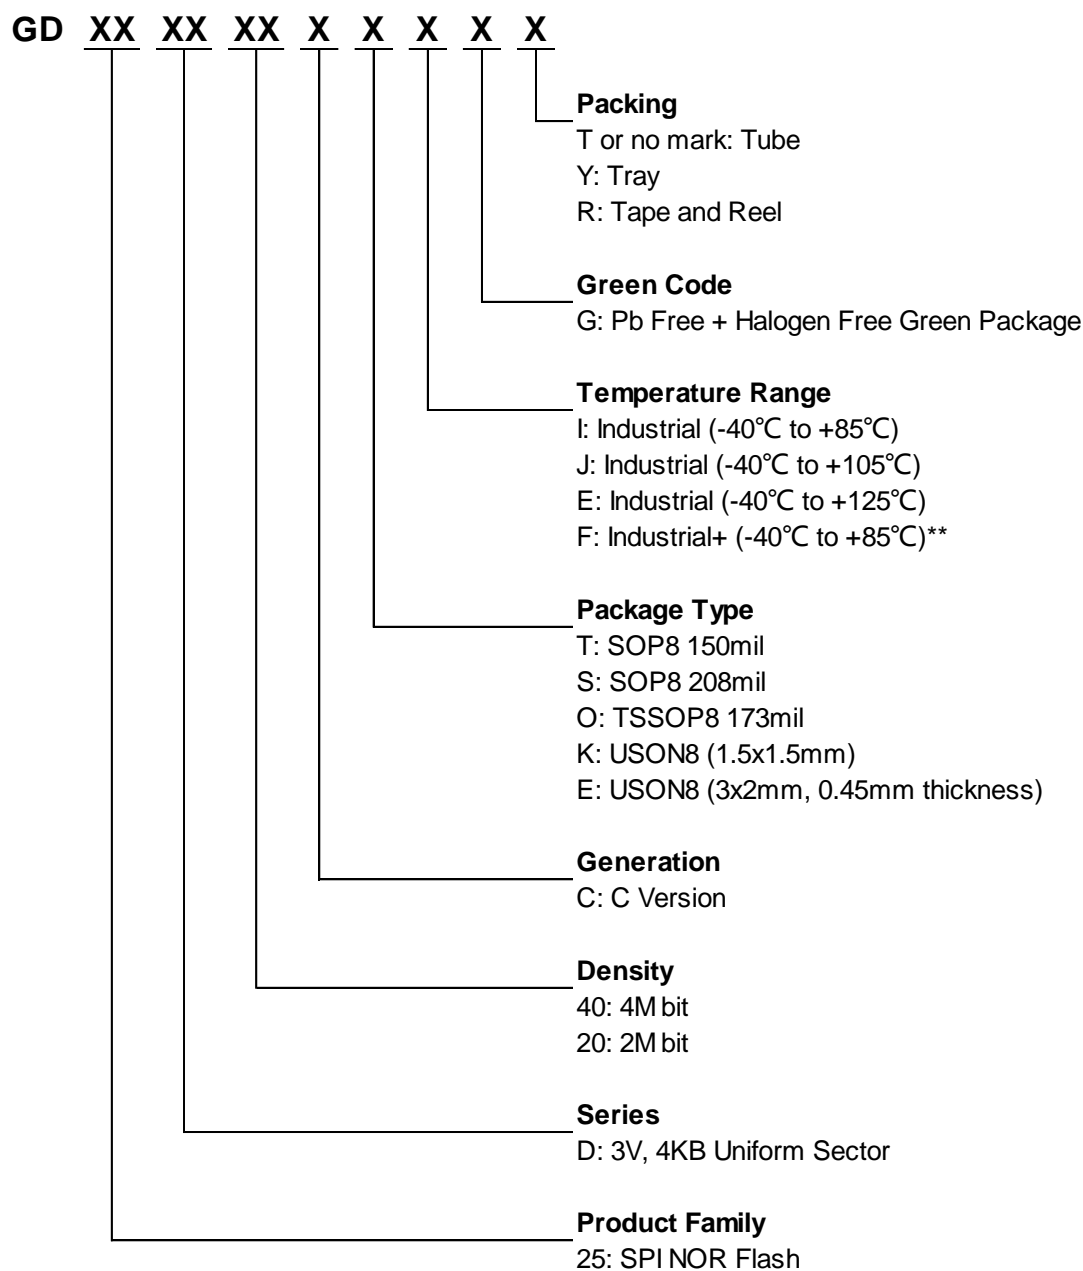 GD XX XX XX X X X X X
Packing
T or no mark: Tube
Y: Tray
R: Tape and Reel
Green Code
G: Pb Free + Halogen Free Green Package
Temperature Range
I: Industrial (-40℃ to +85℃)
J: Industrial (-40℃ to +105℃)
E: Industrial (-40℃ to +125℃)
F: Industrial+ (-40℃ to +85℃)**
Package Type
T: SOP8 150mil
S: SOP8 208mil
O: TSSOP8 173mil
K: USON8 (1.5x1.5mm)
E: USON8 (3x2mm, 0.45mm thickness)
Generation
C: C Version
Density
40: 4M bit
20: 2M bit
Series
D: 3V, 4KB Uniform Sector
Product Family
25: SPI NOR Flash